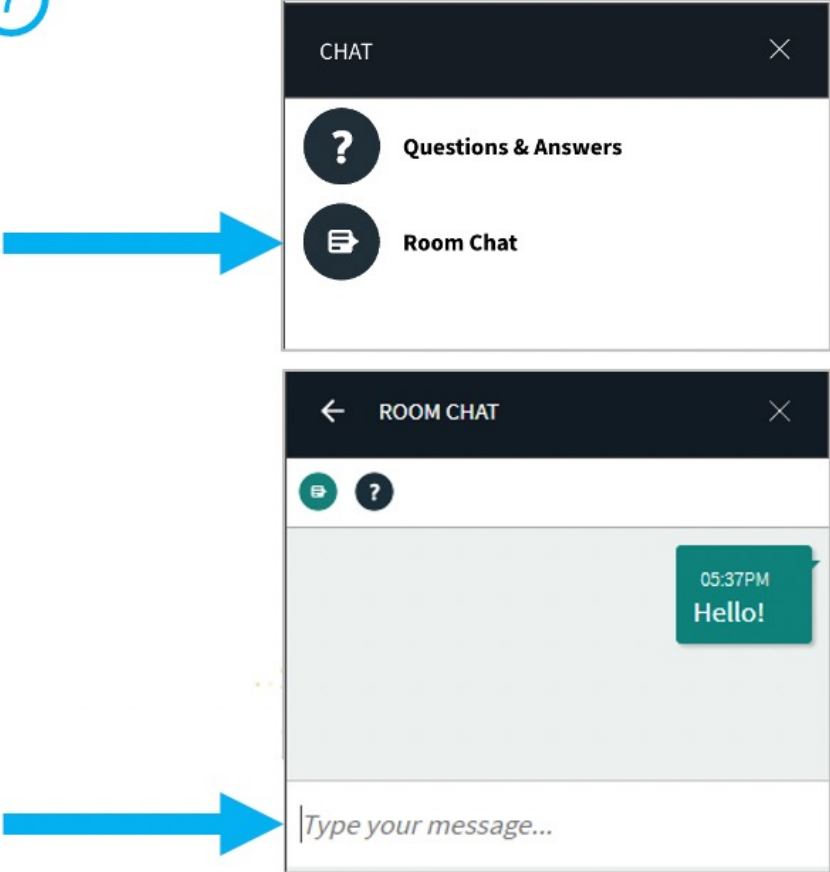 CHAT
Questions & Answers
Room Chat
ROOM CHAT
?
05:37PM
Hello!
Type your message...